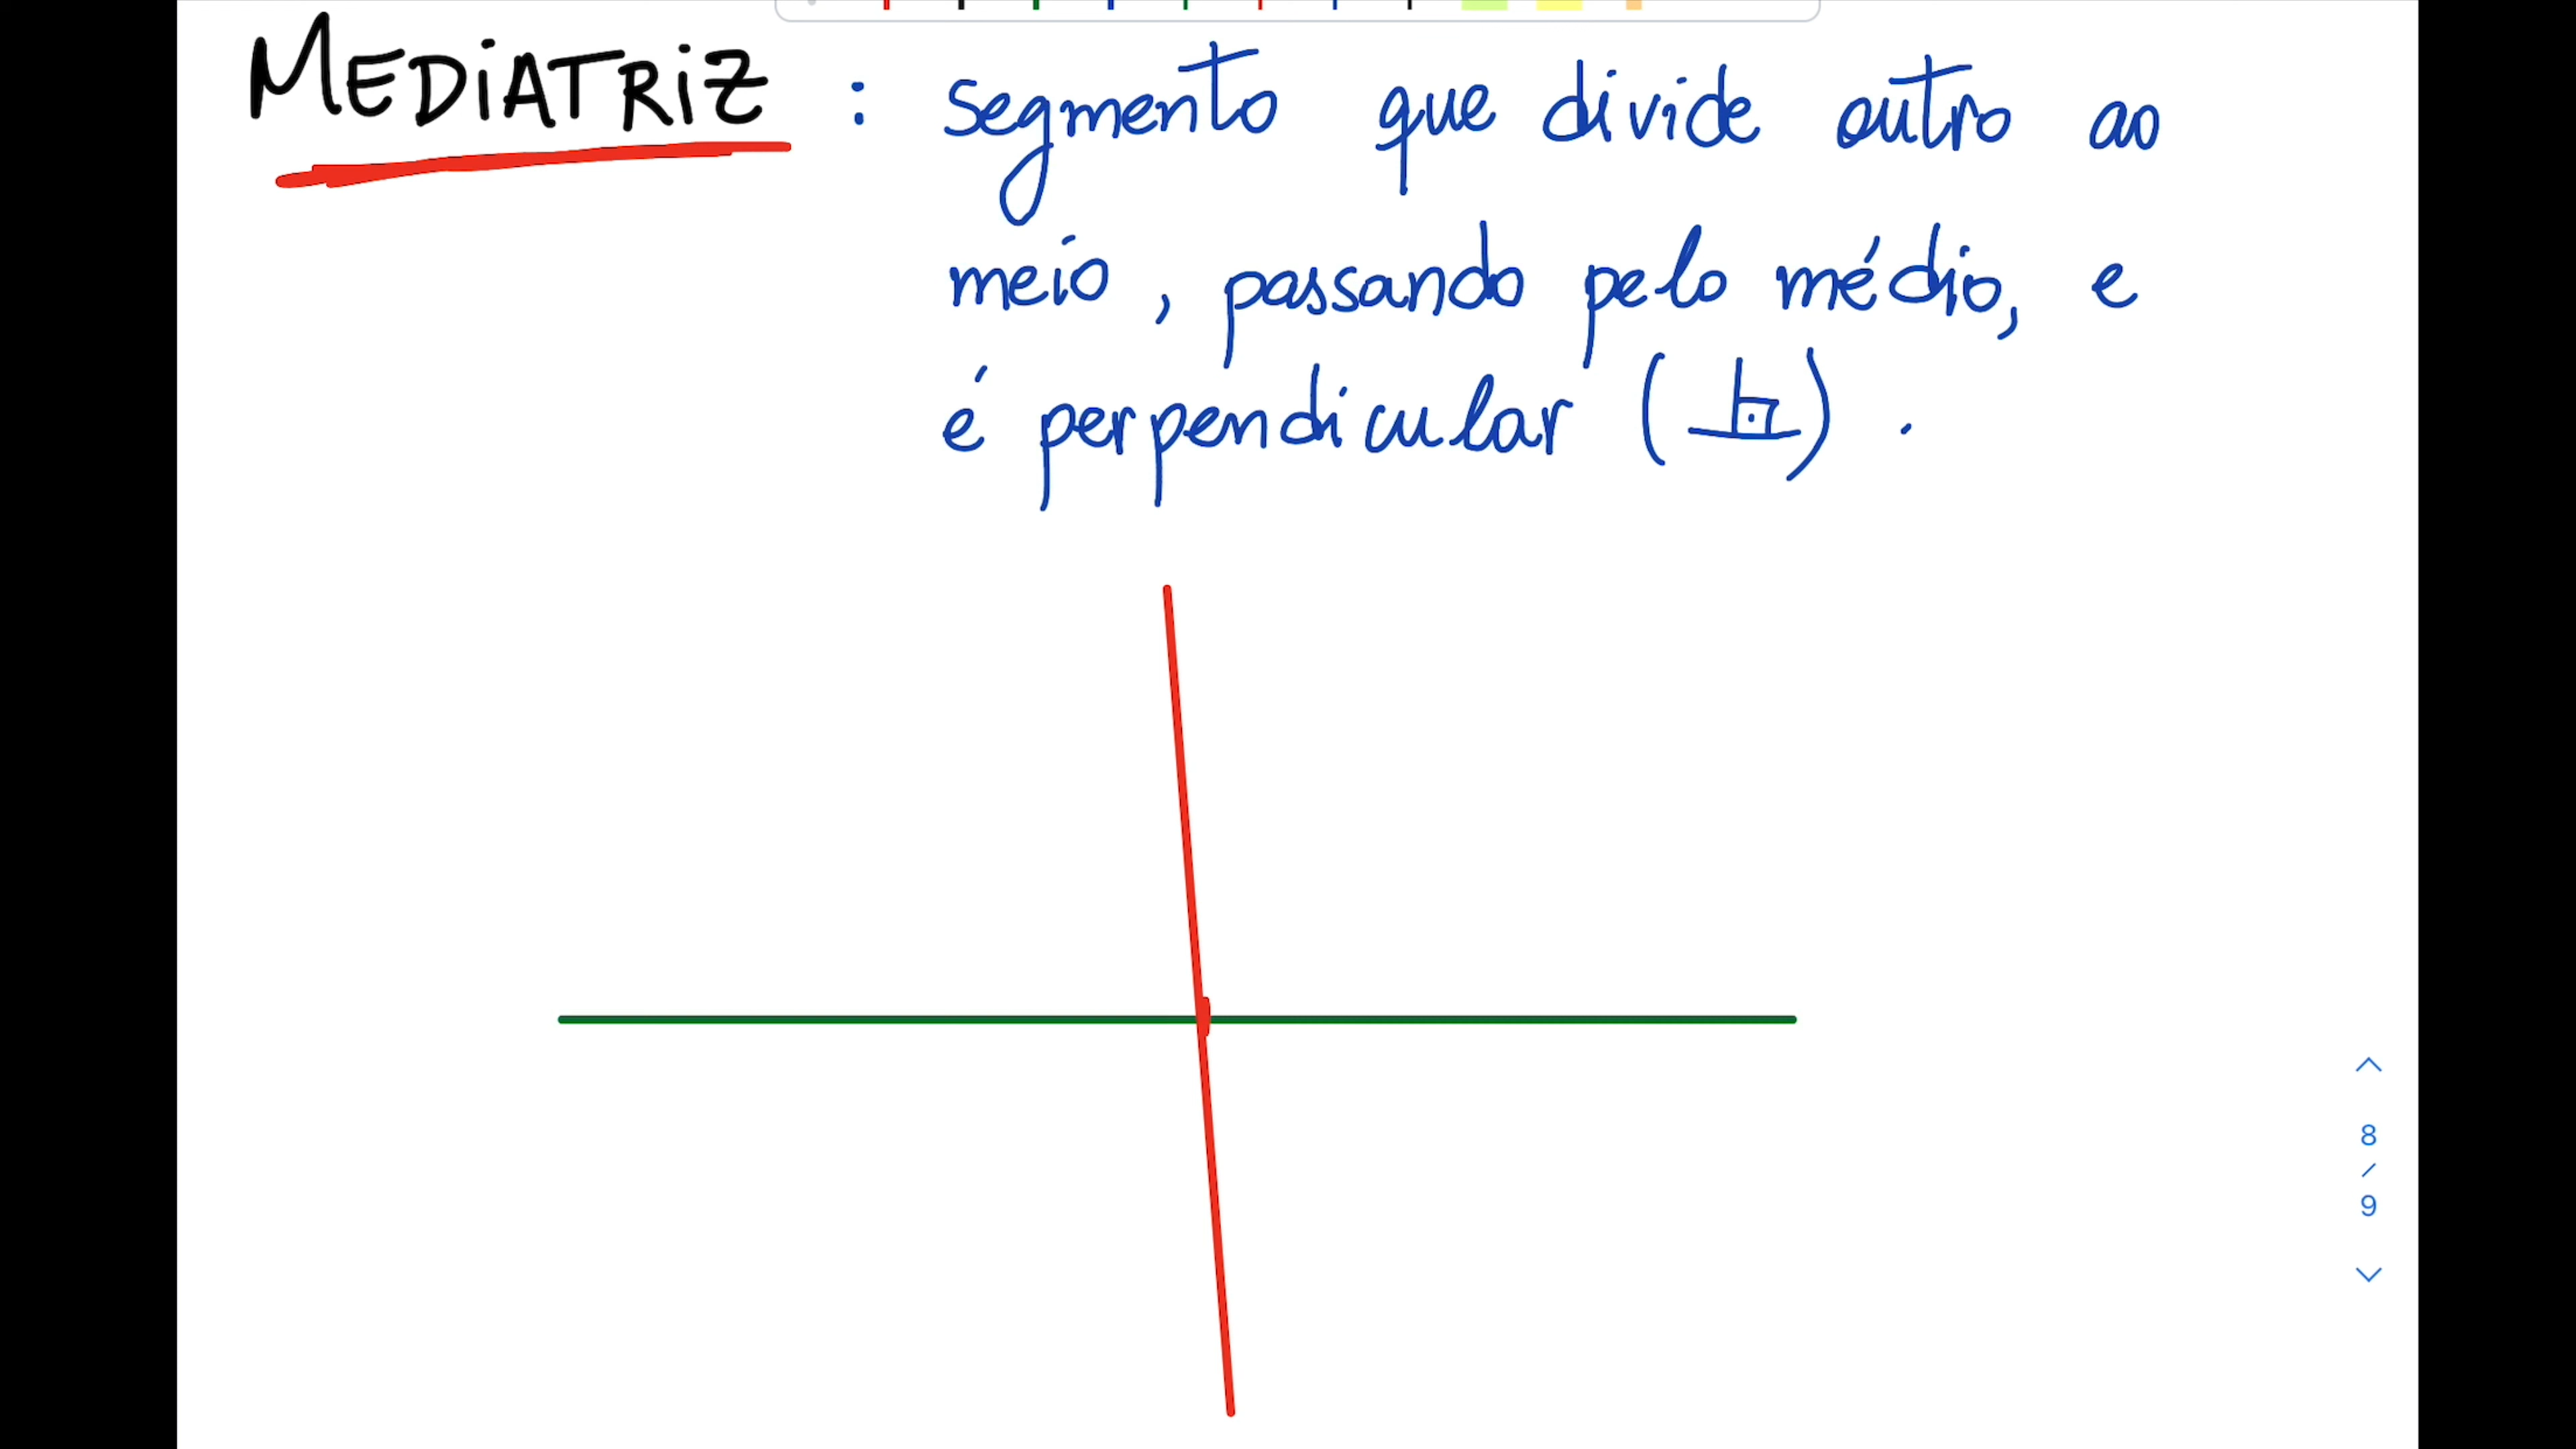 MEDIATRIZ : segmento que divide outro ao
meio, passando pelo médio, e
é perpendicular ( ) .
8
/
9